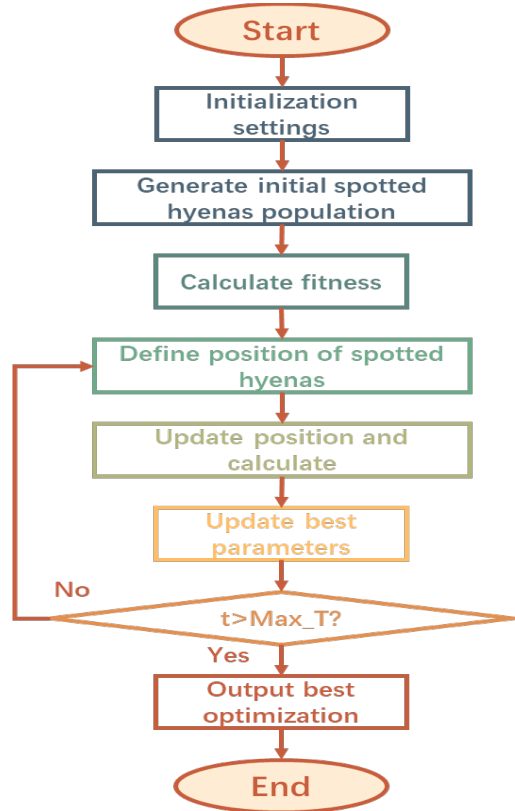 Start
Initialization
settings
Generate initial spotted
hyenas population
Calculate fitness
Define position of spotted
hyenas
Update position and
calculate
Update best
parameters
No
t>Max_T?
Yes
Output best
optimization
End